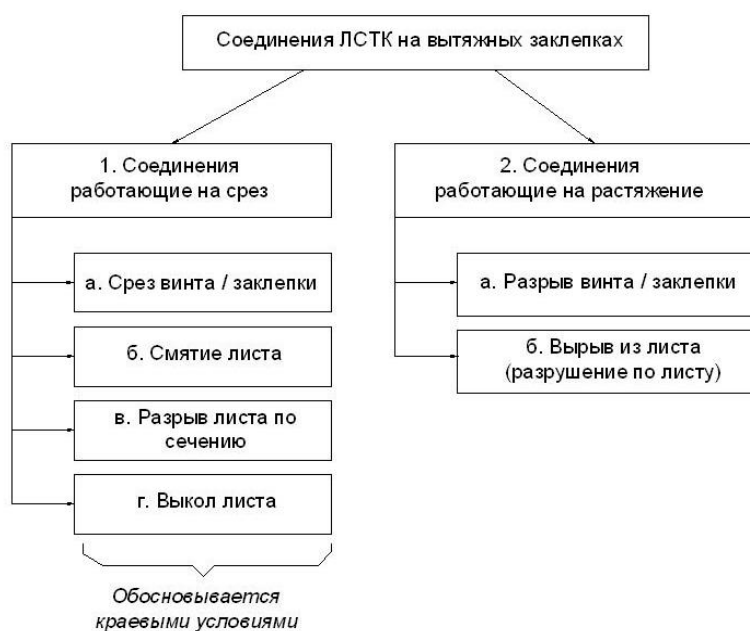 Соединения ЛСТК на вытяжных заклепках
1. Соединения
работающие на срез
а. Срез винта / заклепки
б. Смятие листа
в. Разрыв листа по
сечению
г. Выкол листа
Обосновывается
краевыми условиями
2. Соединения
работающие на растяжение
а. Разрыв винта / заклепки
б. Вырыв из листа
(разрушение по листу)